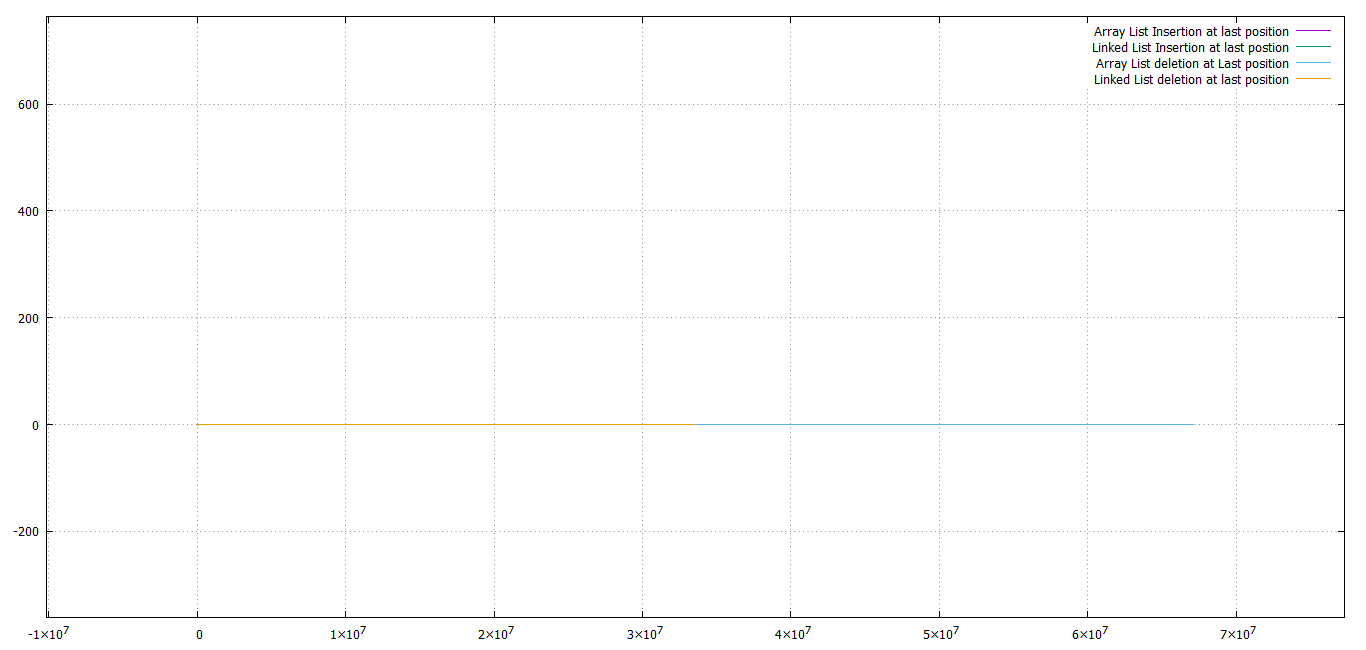 Array List Insertion at last position
Linked List Insertion at last postion
Array List deletion at Last position
Linked List deletion at last position
600
400
200
0
-200
-1×10⁷ 0 1×10⁷ 2×10⁷ 3×10⁷ 4×10⁷ 5×10⁷ 6×10⁷ 7×10⁷